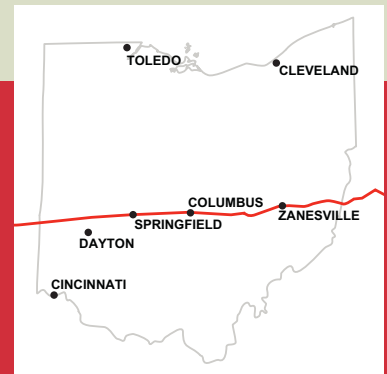 TOLEDO
CLEVELAND
COLUMBUS
ZANESVILLE
SPRINGFIELD
DAYTON
CINCINNATI